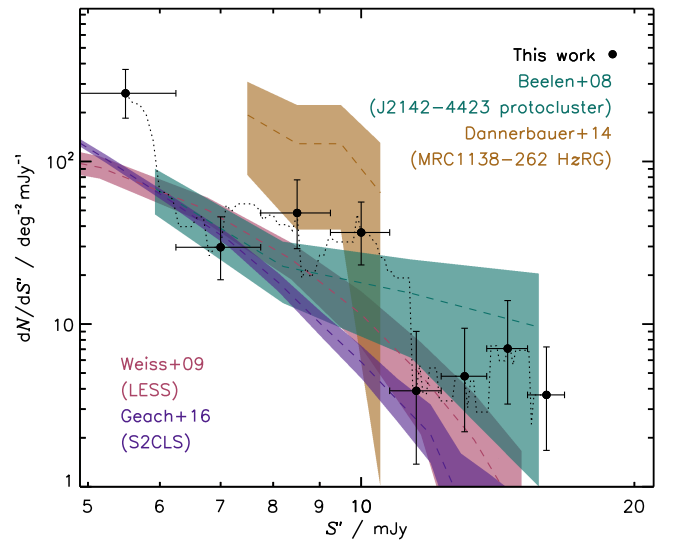 This work
Beelen+08
(J2142−4423 protocluster)
Dannerbauer+14
(MRC1138−262 HzRG)
10²
10
1
dN/dS' / deg⁻² mJy⁻¹
Weiss+09
(LESS)
Geach+16
(S2CLS)
5 6 7 8 9 10 20
S' / mJy